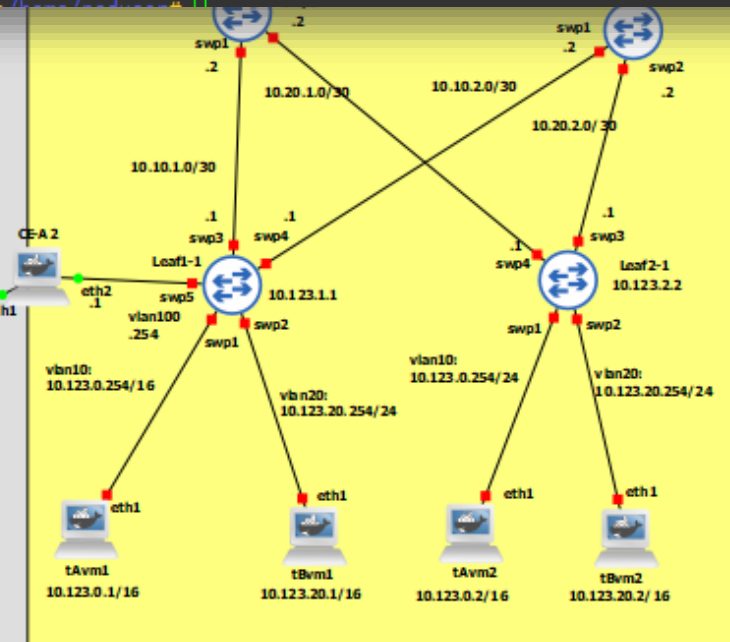 .2
swp1
.2
swp1
.2
swp2
.2
10.20.1.0/30
10.10.2.0/30
10.20.2.0/30
10.10.1.0/30
.1
.1
.1
swp3
swp4
.1
swp3
swp4
CE-A2
Leaf1-1
Leaf2-1
eth2
.1
swp5
10.123.1.1
10.123.2.2
h1
vlan100
.254
swp1
swp2
swp1
swp2
vlan10:
10.123.0.254/16
vlan20:
10.123.20.254/24
vlan10:
10.123.0.254/24
vlan20:
10.123.20.254/24
eth1
eth1
eth1
eth1
tAvm1
10.123.0.1/16
tBvm1
10.123.20.1/16
tAvm2
10.123.0.2/16
tBvm2
10.123.20.2/16